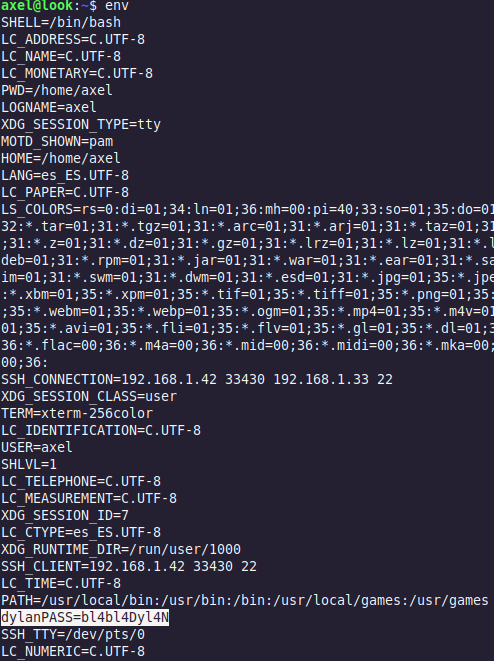 axel@look:~$ env
SHELL=/bin/bash
LC_ADDRESS=C.UTF-8
LC_NAME=C.UTF-8
LC_MONETARY=C.UTF-8
PWD=/home/axel
LOGNAME=axel
XDG_SESSION_TYPE=tty
MOTD_SHOWN=pam
HOME=/home/axel
LANG=es_ES.UTF-8
LC_PAPER=C.UTF-8
LS_COLORS=rs=0:di=01;34:ln=01;36:mh=00:pi=40;33:so=01;35:do=01
32:*.tar=01;31:*.tgz=01;31:*.arc=01;31:*.arj=01;31:*.taz=01;31
;31:*.z=01;31:*.dz=01;31:*.gz=01;31:*.lrz=01;31:*.lz=01;31:*.l
deb=01;31:*.rpm=01;31:*.jar=01;31:*.war=01;31:*.ear=01;31:*.sa
im=01;31:*.swm=01;31:*.dwm=01;31:*.esd=01;31:*.jpg=01;35:*.jpe
:*.xbm=01;35:*.xpm=01;35:*.tif=01;35:*.tiff=01;35:*.png=01;35:
;35:*.webm=01;35:*.webp=01;35:*.ogm=01;35:*.mp4=01;35:*.m4v=01
01;35:*.avi=01;35:*.fli=01;35:*.flv=01;35:*.gl=01;35:*.dl=01;3
36:*.flac=00;36:*.m4a=00;36:*.mid=00;36:*.midi=00;36:*.mka=00;
00;36:
SSH_CONNECTION=192.168.1.42 33430 192.168.1.33 22
XDG_SESSION_CLASS=user
TERM=xterm-256color
LC_IDENTIFICATION=C.UTF-8
USER=axel
SHLVL=1
LC_TELEPHONE=C.UTF-8
LC_MEASUREMENT=C.UTF-8
XDG_SESSION_ID=7
LC_CTYPE=es_ES.UTF-8
XDG_RUNTIME_DIR=/run/user/1000
SSH_CLIENT=192.168.1.42 33430 22
LC_TIME=C.UTF-8
PATH=/usr/local/bin:/usr/bin:/bin:/usr/local/games:/usr/games
dylanPASS=bl4bl4Dyl4N
SSH_TTY=/dev/pts/0
LC_NUMERIC=C.UTF-8